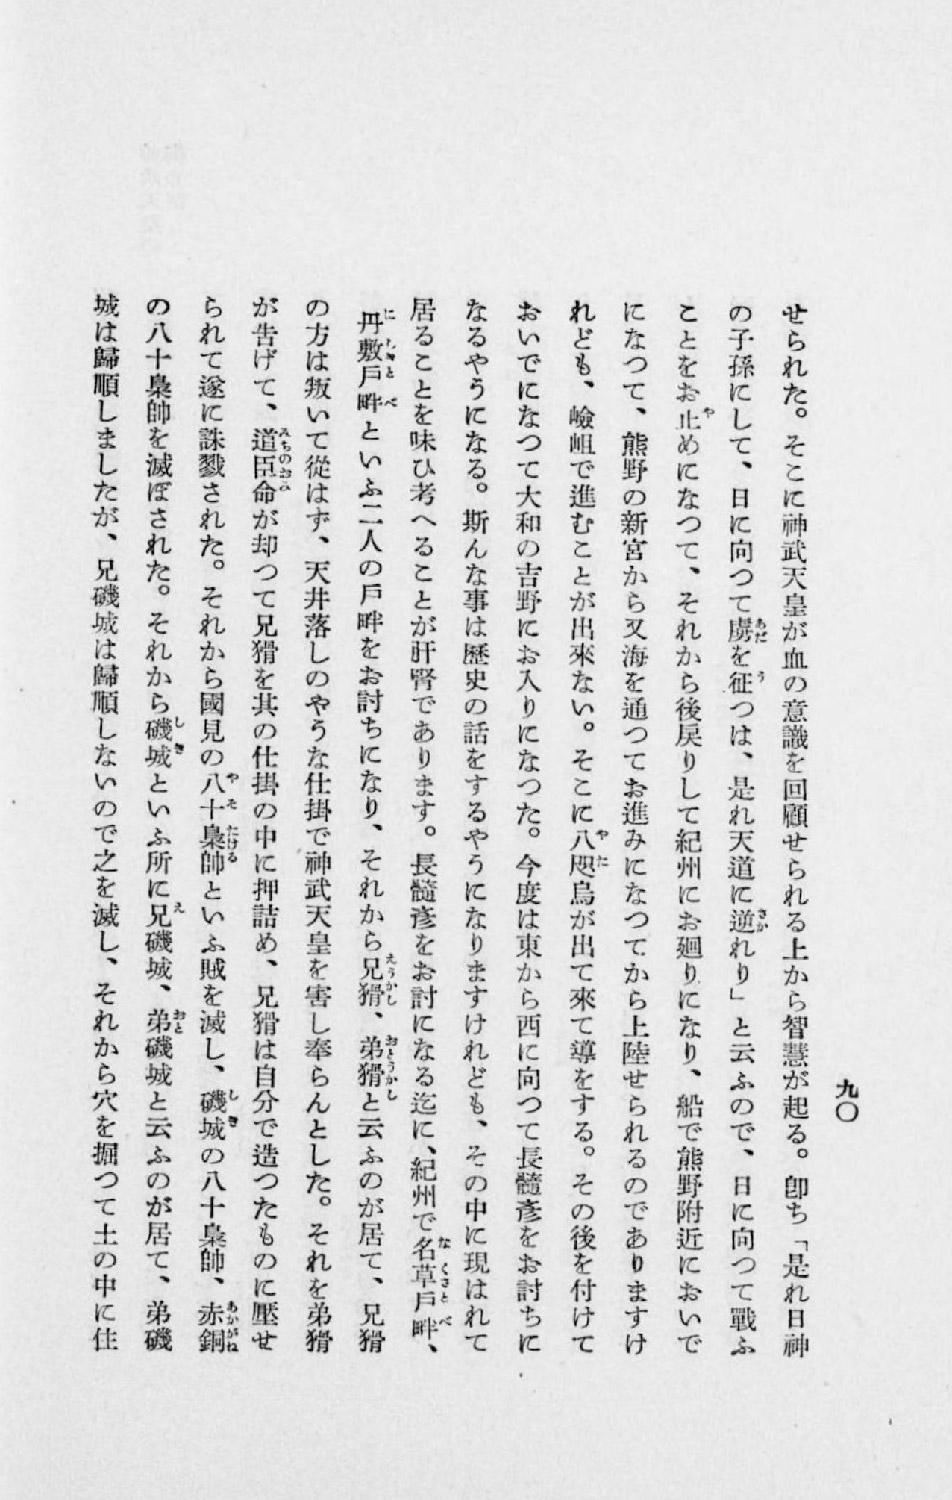 九〇
せられた。そこに神武天皇が血の意識を回顧せられる上から智慧が起る。卽ち「是れ日神
の子孫にして、日に向つて虜を征つは、是れ天道に逆れり」と云ふので、日に向つて戰ふ
ことをお止めになつて、それから後戻りして紀州にお廻りになり、船で熊野附近においで
になつて、熊野の新宮から又海を通つてお進みになつてから上陸せられるのでありますけ
れども、嶮岨で進むことが出來ない。そこに八咫烏が出て來て導をする。その後を付けて
おいでになつて大和の吉野にお入りになつた。今度は東から西に向つて長髓彥をお討ちに
なるやうになる。斯んな事は歷史の話をするやうになりますけれども、その中に現はれて
居ることを味ひ考へることが肝腎であります。長髓彥をお討になる迄に、紀州で名草戶畔、
丹敷戶畔といふ二人の戶畔をお討ちになり、それから兄猾、弟猾と云ふのが居て、兄猾
の方は叛いて從はず、天井落しのやうな仕掛で神武天皇を害し奉らんとした。それを弟猾
が吿げて、道臣命が却つて兄猾を其の仕掛の中に押詰め、兄猾は自分で造つたものに壓せ
られて遂に誅戮された。それから國見の八十梟帥といふ賊を滅し、磯城の八十梟帥、赤銅
の八十梟帥を滅ぼされた。それから磯城といふ所に兄磯城、弟磯城と云ふのが居て、弟磯
城は歸順しましたが、兄磯城は歸順しないので之を滅し、それから穴を掘つて土の中に住